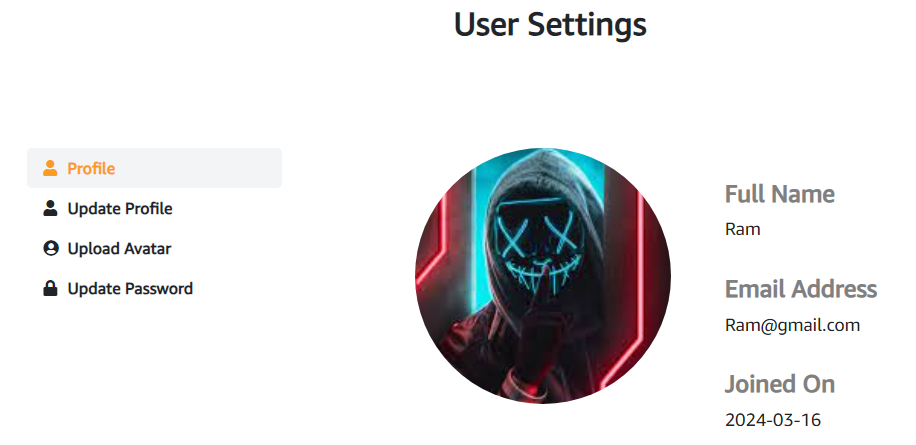 User Settings
Profile
Update Profile
Upload Avatar
Update Password
Full Name
Ram
Email Address
Ram@gmail.com
Joined On
2024-03-16